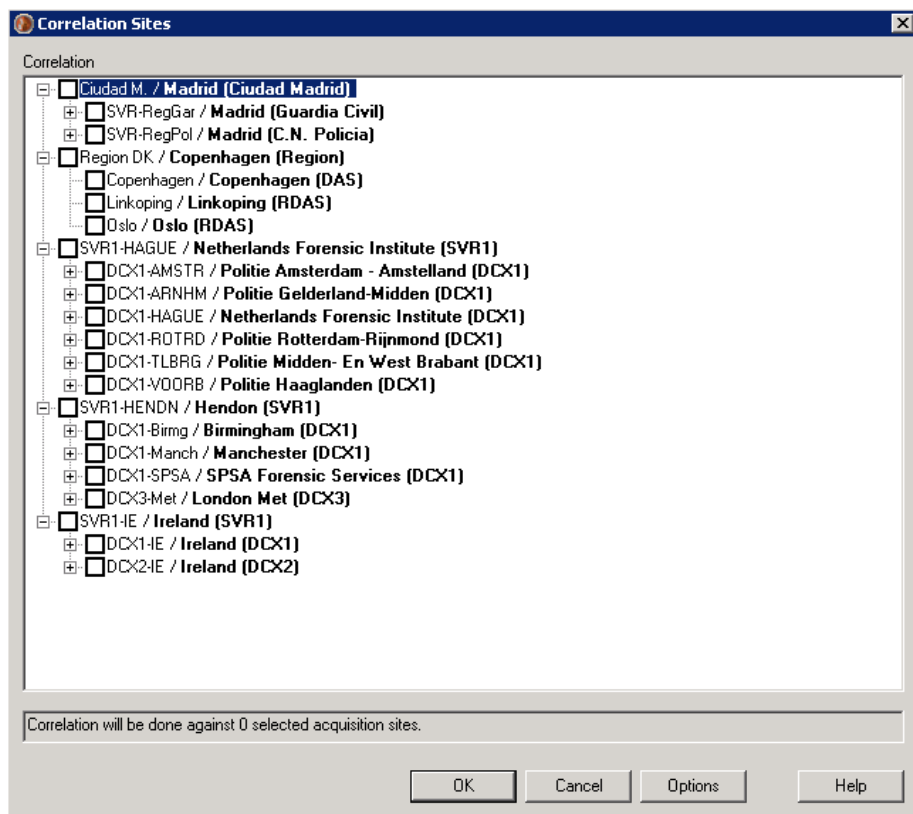 Correlation Sites
Correlation
Ciudad M. / Madrid (Ciudad Madrid)
SVR-RegGar / Madrid (Guardia Civil)
SVR-RegPol / Madrid (C.N. Policia)
Region DK / Copenhagen (Region)
Copenhagen / Copenhagen (DAS)
Linkoping / Linkoping (RDAS)
Oslo / Oslo (RDAS)
SVR1-HAGUE / Netherlands Forensic Institute (SVR1)
DCX1-AMSTR / Politie Amsterdam - Amstelland (DCX1)
DCX1-ARNHM / Politie Gelderland-Midden (DCX1)
DCX1-HAGUE / Netherlands Forensic Institute (DCX1)
DCX1-ROTRD / Politie Rotterdam-Rijnmond (DCX1)
DCX1-TLBRG / Politie Midden- En West Brabant (DCX1)
DCX1-VOORB / Politie Haaglanden (DCX1)
SVR1-HENDN / Hendon (SVR1)
DCX1-Birmg / Birmingham (DCX1)
DCX1-Manch / Manchester (DCX1)
DCX1-SPSA / SPSA Forensic Services (DCX1)
DCX3-Met / London Met (DCX3)
SVR1-IE / Ireland (SVR1)
DCX1-IE / Ireland (DCX1)
DCX2-IE / Ireland (DCX2)
Correlation will be done against 0 selected acquisition sites.
OK Cancel Options Help